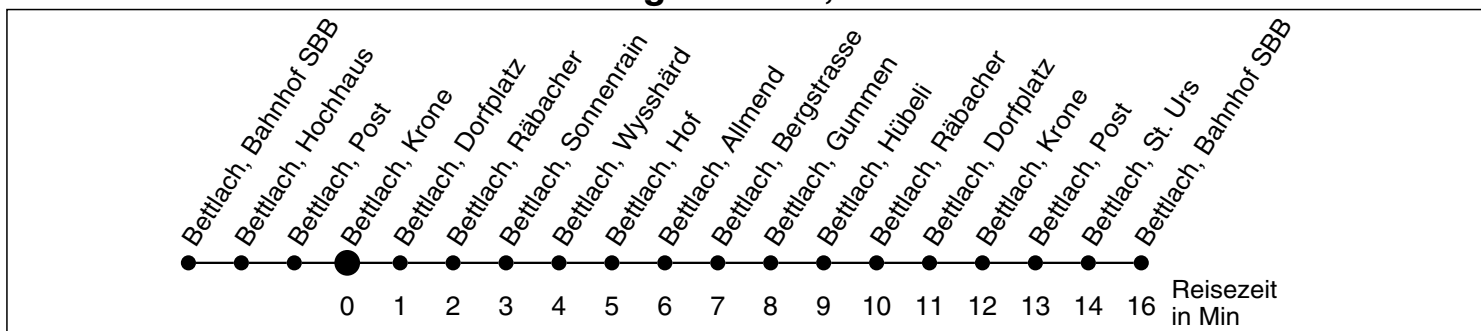 Bettlach, Bahnhof SBB
Bettlach, Hochhaus
Bettlach, Post
Bettlach, Krone
Bettlach, Dorfplatz
Bettlach, Räbacher
Bettlach, Sonnenrain
Bettlach, Wysshärd
Bettlach, Hof
Bettlach, Allmend
Bettlach, Bergstrasse
Bettlach, Gummen
Bettlach, Hübeli
Bettlach, Räbacher
Bettlach, Dorfplatz
Bettlach, Krone
Bettlach, Post
Bettlach, St. Urs
Bettlach, Bahnhof SBB
0 1 2 3 4 5 6 7 8 9 10 11 12 13 14 16 Reisezeit
in Min